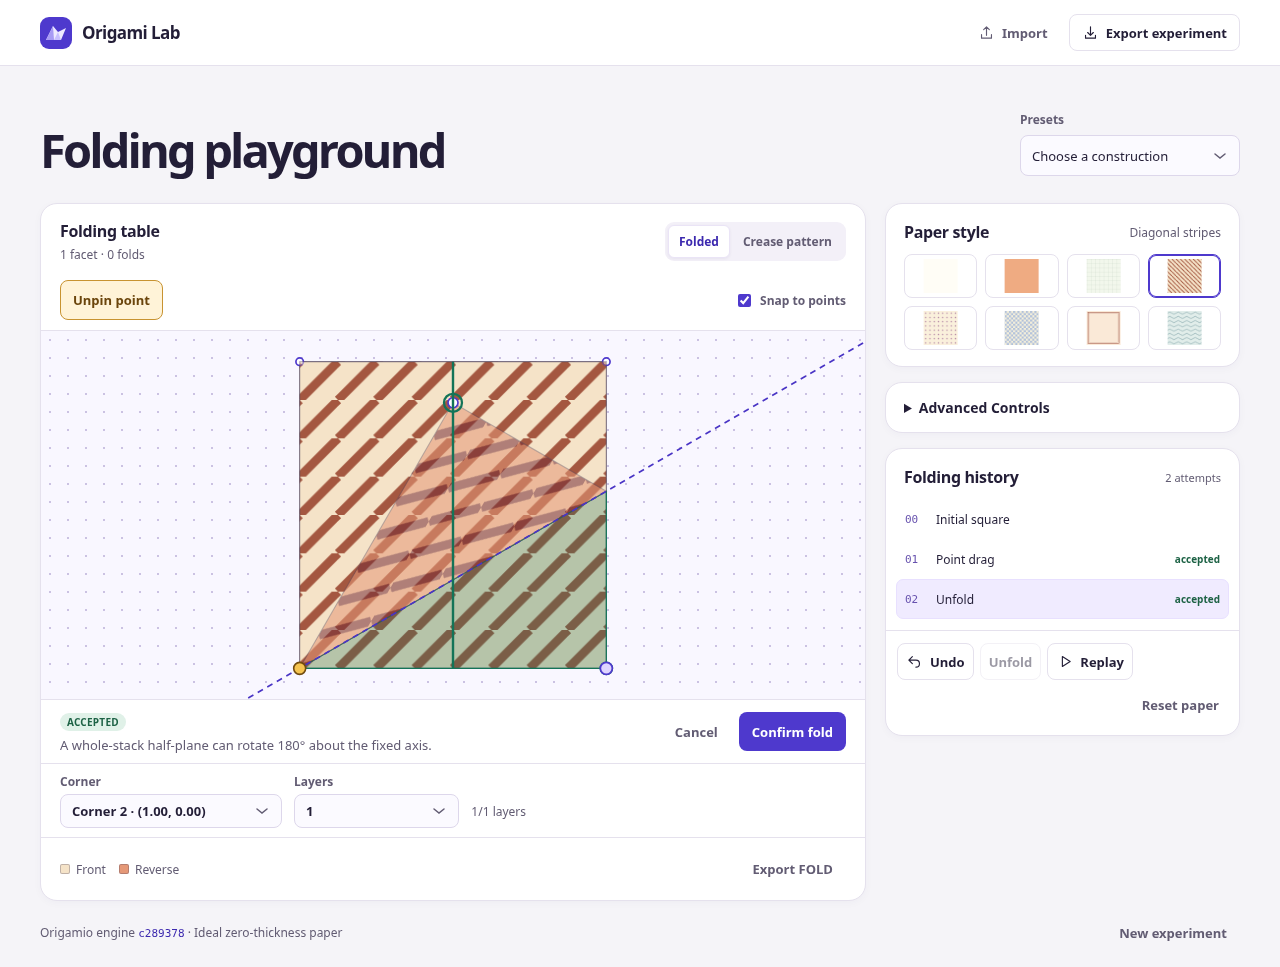 Origami Lab
Import
Export experiment
Folding playground
Presets
Choose a construction
Folding table
1 facet · 0 folds
Folded
Crease pattern
Unpin point
Snap to points
ACCEPTED
A whole-stack half-plane can rotate 180° about the fixed axis.
Cancel
Confirm fold
Corner
Layers
Corner 2 · (1.00, 0.00)
1
1/1 layers
Front
Reverse
Export FOLD
Paper style
Diagonal stripes
Advanced Controls
Folding history
2 attempts
00 Initial square
01 Point drag accepted
02 Unfold accepted
Undo
Unfold
Replay
Reset paper
Origamio engine c289378 · Ideal zero-thickness paper
New experiment